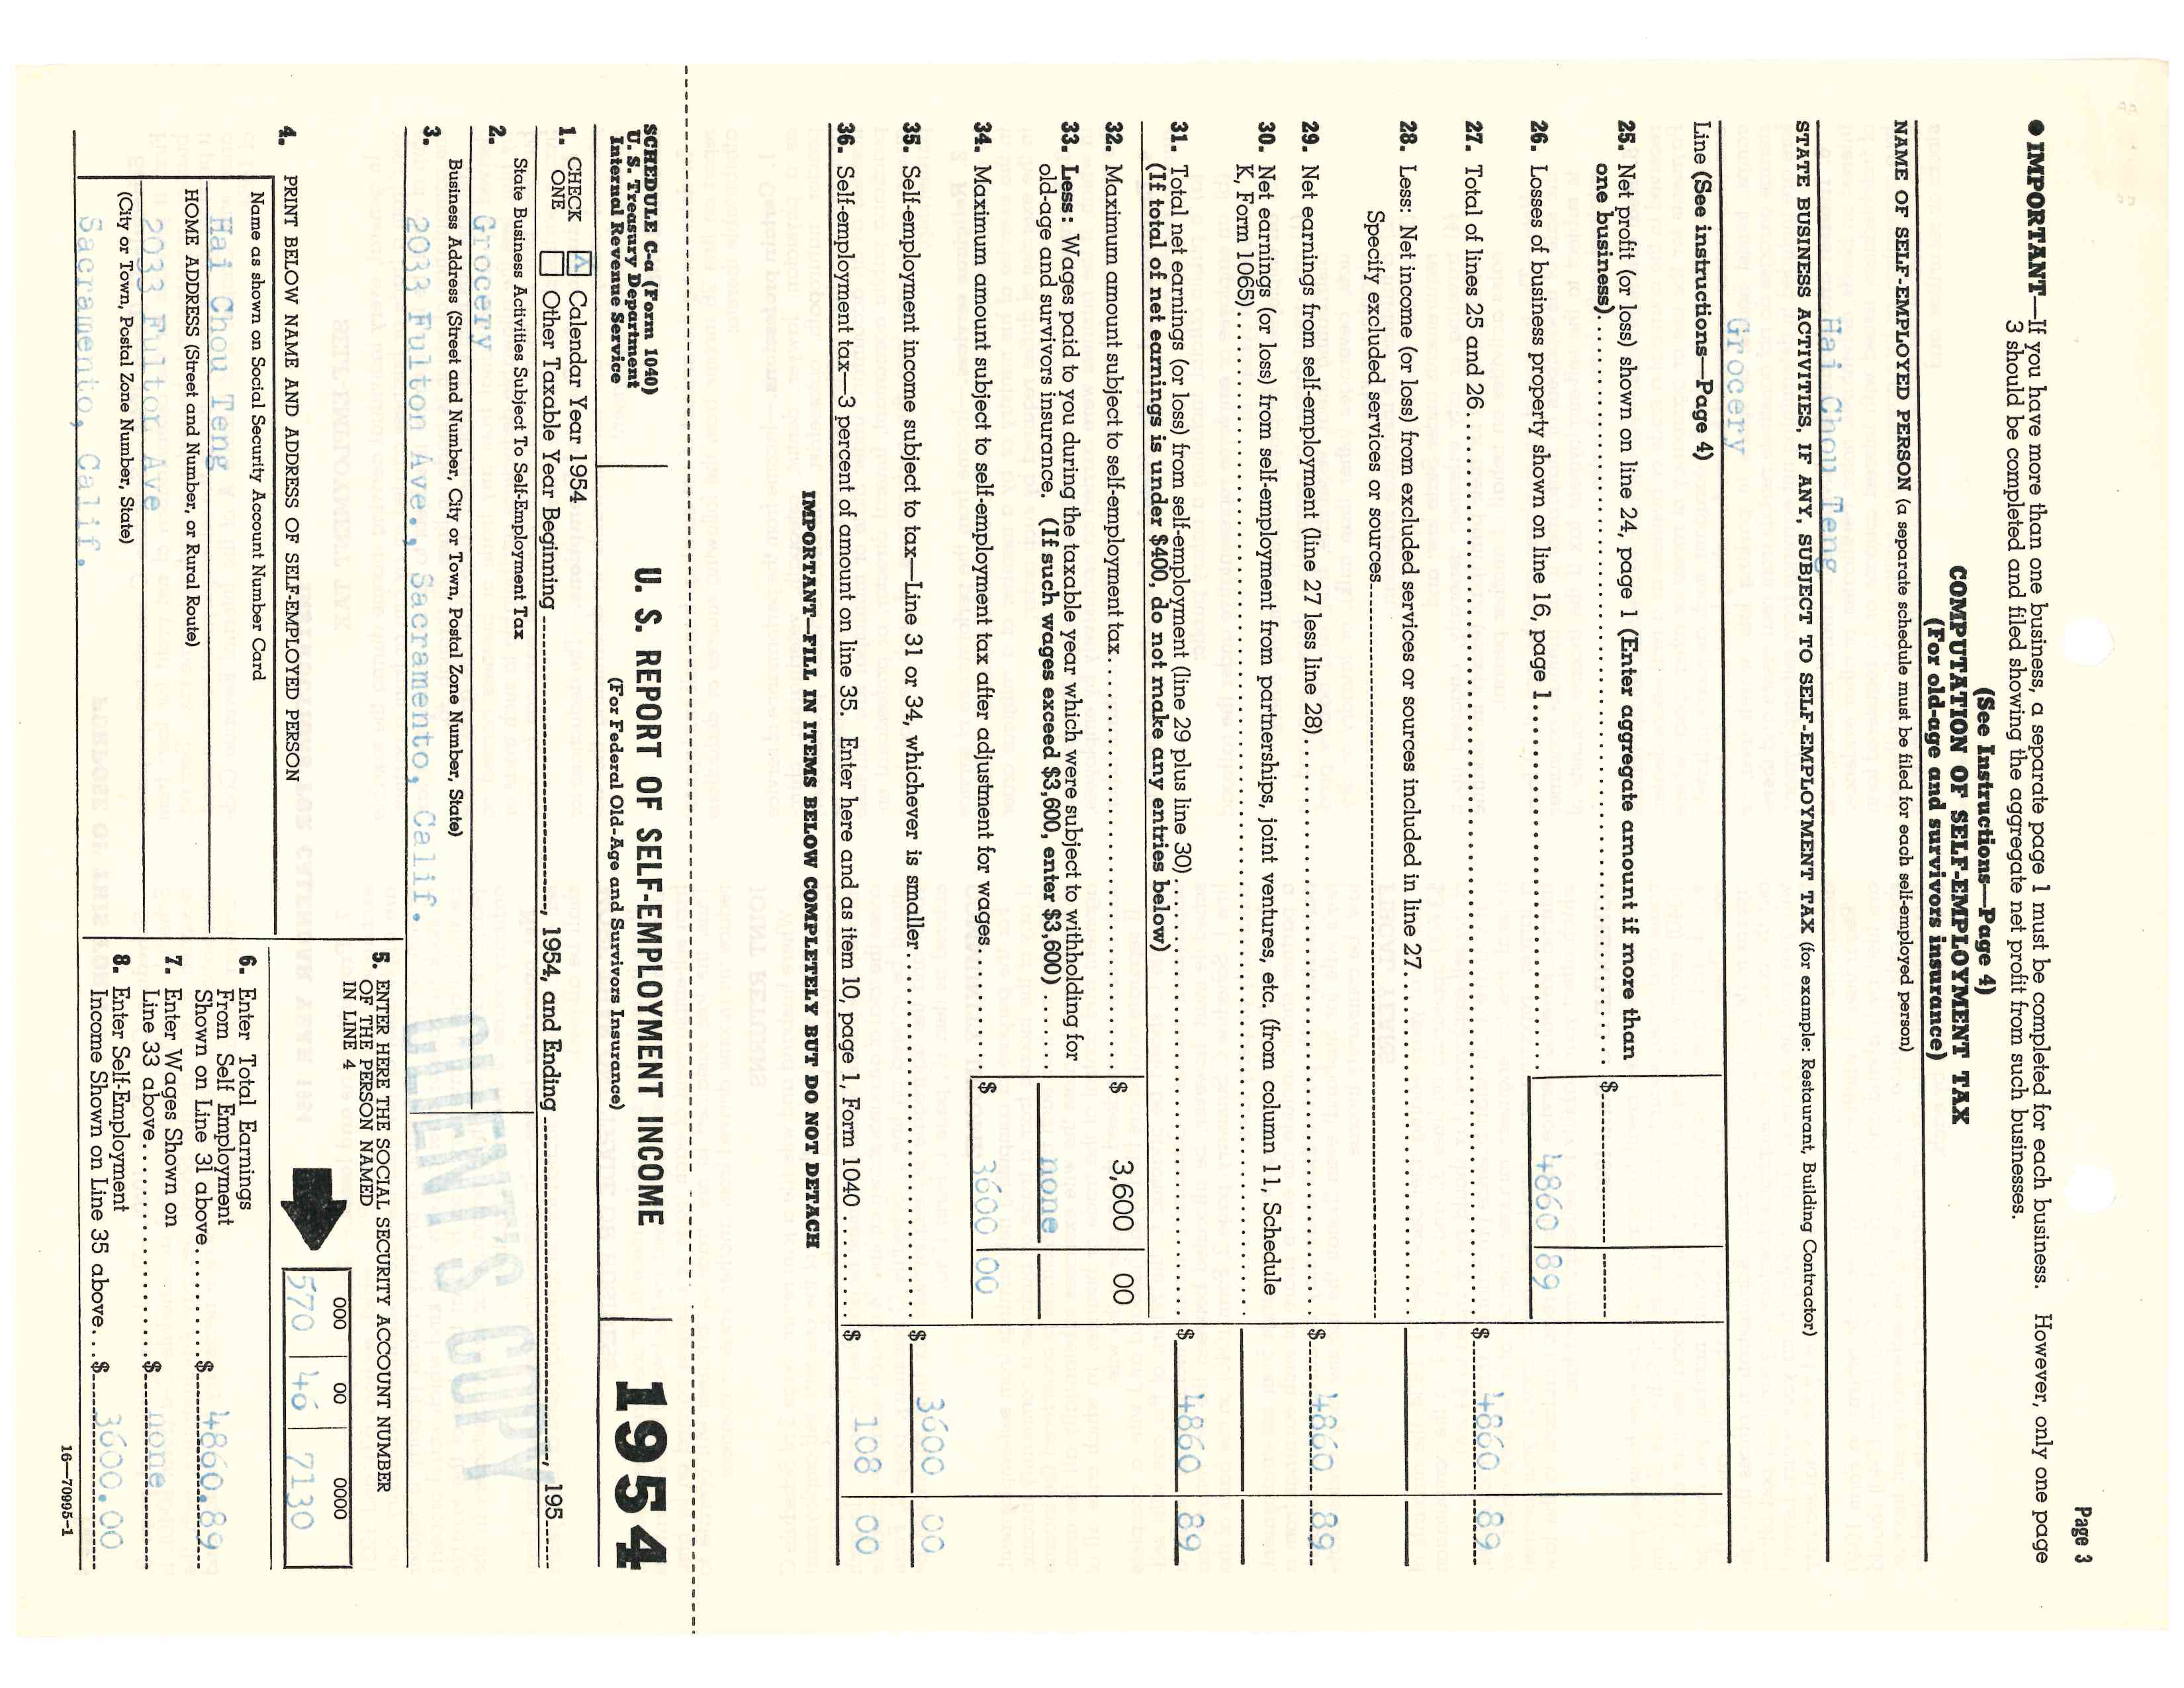 Page 3
● IMPORTANT—If you have more than one business, a separate page 1 must be completed for each business. However, only one page
3 should be completed and filed showing the aggregate net profit from such businesses.
(See Instructions—Page 4)
COMPUTATION OF SELF-EMPLOYMENT TAX
(For old-age and survivors insurance)
NAME OF SELF-EMPLOYED PERSON (a separate schedule must be filed for each self-employed person)
Hai Chou Teng
STATE BUSINESS ACTIVITIES, IF ANY, SUBJECT TO SELF-EMPLOYMENT TAX (for example: Restaurant, Building Contractor)
Grocery
Line (See instructions—Page 4)
25. Net profit (or loss) shown on line 24, page 1 (Enter aggregate amount if more than
one business) $
26. Losses of business property shown on line 16, page 1 4860 89
27. Total of lines 25 and 26 $ 4860 89
28. Less: Net income (or loss) from excluded services or sources included in line 27
Specify excluded services or sources
29. Net earnings from self-employment (line 27 less line 28) $ 4860 89
30. Net earnings (or loss) from self-employment from partnerships, joint ventures, etc. (from column 11, Schedule
K, Form 1065)
31. Total net earnings (or loss) from self-employment (line 29 plus line 30) $ 4860 89
(If total of net earnings is under $400, do not make any entries below)
32. Maximum amount subject to self-employment tax $ 3,600 00
33. Less: Wages paid to you during the taxable year which were subject to withholding for
old-age and survivors insurance. (If such wages exceed $3,600, enter $3,600) none
34. Maximum amount subject to self-employment tax after adjustment for wages $ 3600 00
35. Self-employment income subject to tax—Line 31 or 34, whichever is smaller $ 3600 00
36. Self-employment tax—3 percent of amount on line 35. Enter here and as item 10, page 1, Form 1040 $ 108 00
IMPORTANT—FILL IN ITEMS BELOW COMPLETELY BUT DO NOT DETACH
SCHEDULE C-a (Form 1040)
U. S. Treasury Department
Internal Revenue Service
U. S. REPORT OF SELF-EMPLOYMENT INCOME
(For Federal Old-Age and Survivors Insurance)
1954
1. CHECK ONE
X Calendar Year 1954
Other Taxable Year Beginning , 1954, and Ending , 195
State Business Activities Subject To Self-Employment Tax
2. Grocery
CLIENT'S COPY
Business Address (Street and Number, City or Town, Postal Zone Number, State)
3. 2033 Fulton Ave., Sacramento, Calif.
4. PRINT BELOW NAME AND ADDRESS OF SELF-EMPLOYED PERSON
Name as shown on Social Security Account Number Card
Hai Chou Teng
HOME ADDRESS (Street and Number, or Rural Route)
2033 Fulton Ave
(City or Town, Postal Zone Number, State)
Sacramento, Calif.
5. ENTER HERE THE SOCIAL SECURITY ACCOUNT NUMBER
OF THE PERSON NAMED
IN LINE 4
000 00 0000
570 46 7130
6. Enter Total Earnings
From Self Employment
Shown on Line 31 above $ 4860.89
7. Enter Wages Shown on
Line 33 above $ none
8. Enter Self-Employment
Income Shown on Line 35 above $ 3600.00
16—70995-1